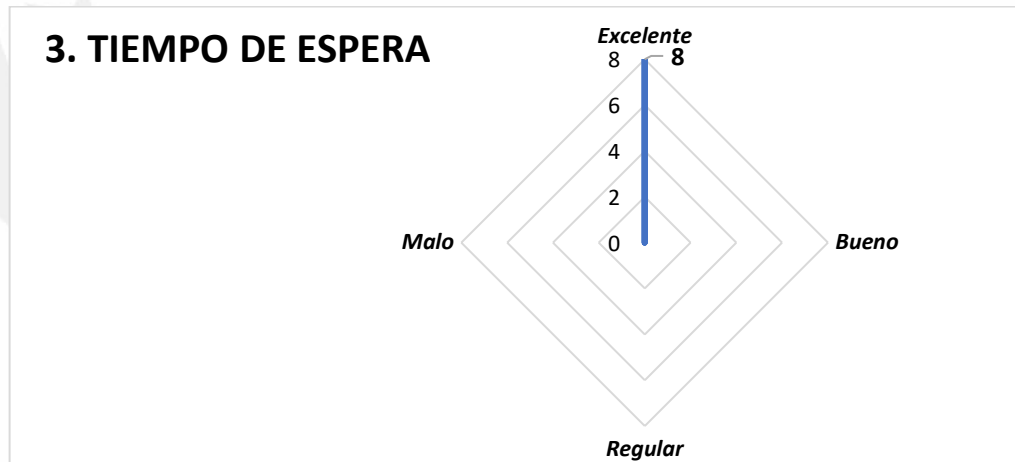 3. TIEMPO DE ESPERA
Excelente
8
8
6
4
2
0
Malo
Bueno
Regular